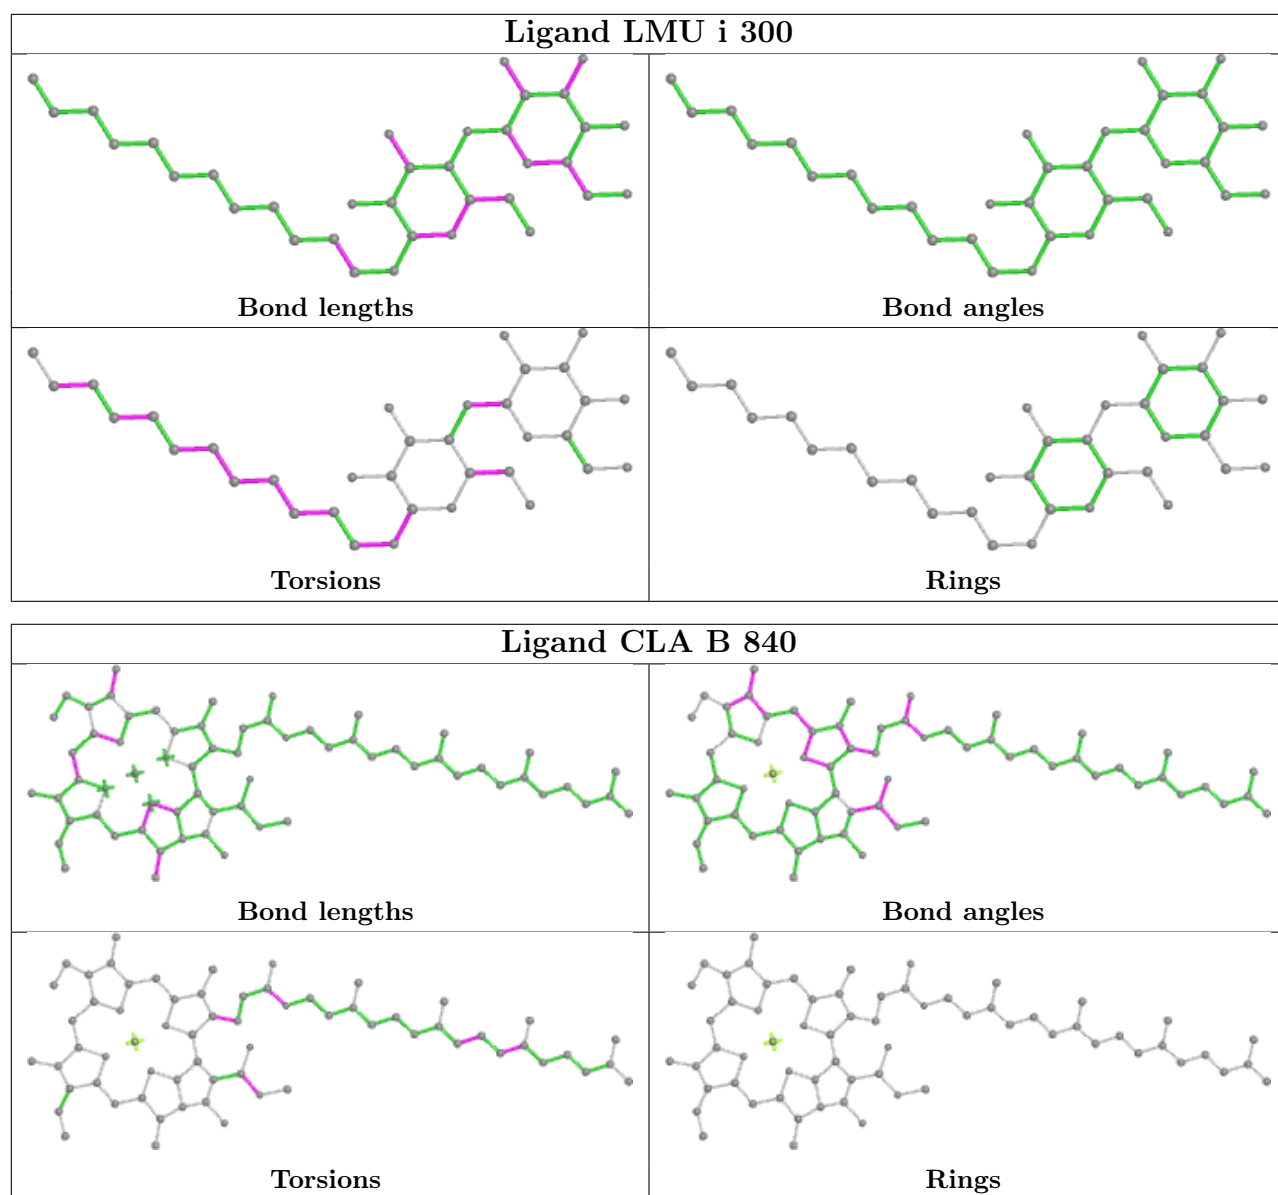 Ligand LMU i 300
Bond lengths
Bond angles
Torsions
Rings
Ligand CLA B 840
Bond lengths
Bond angles
Torsions
Rings